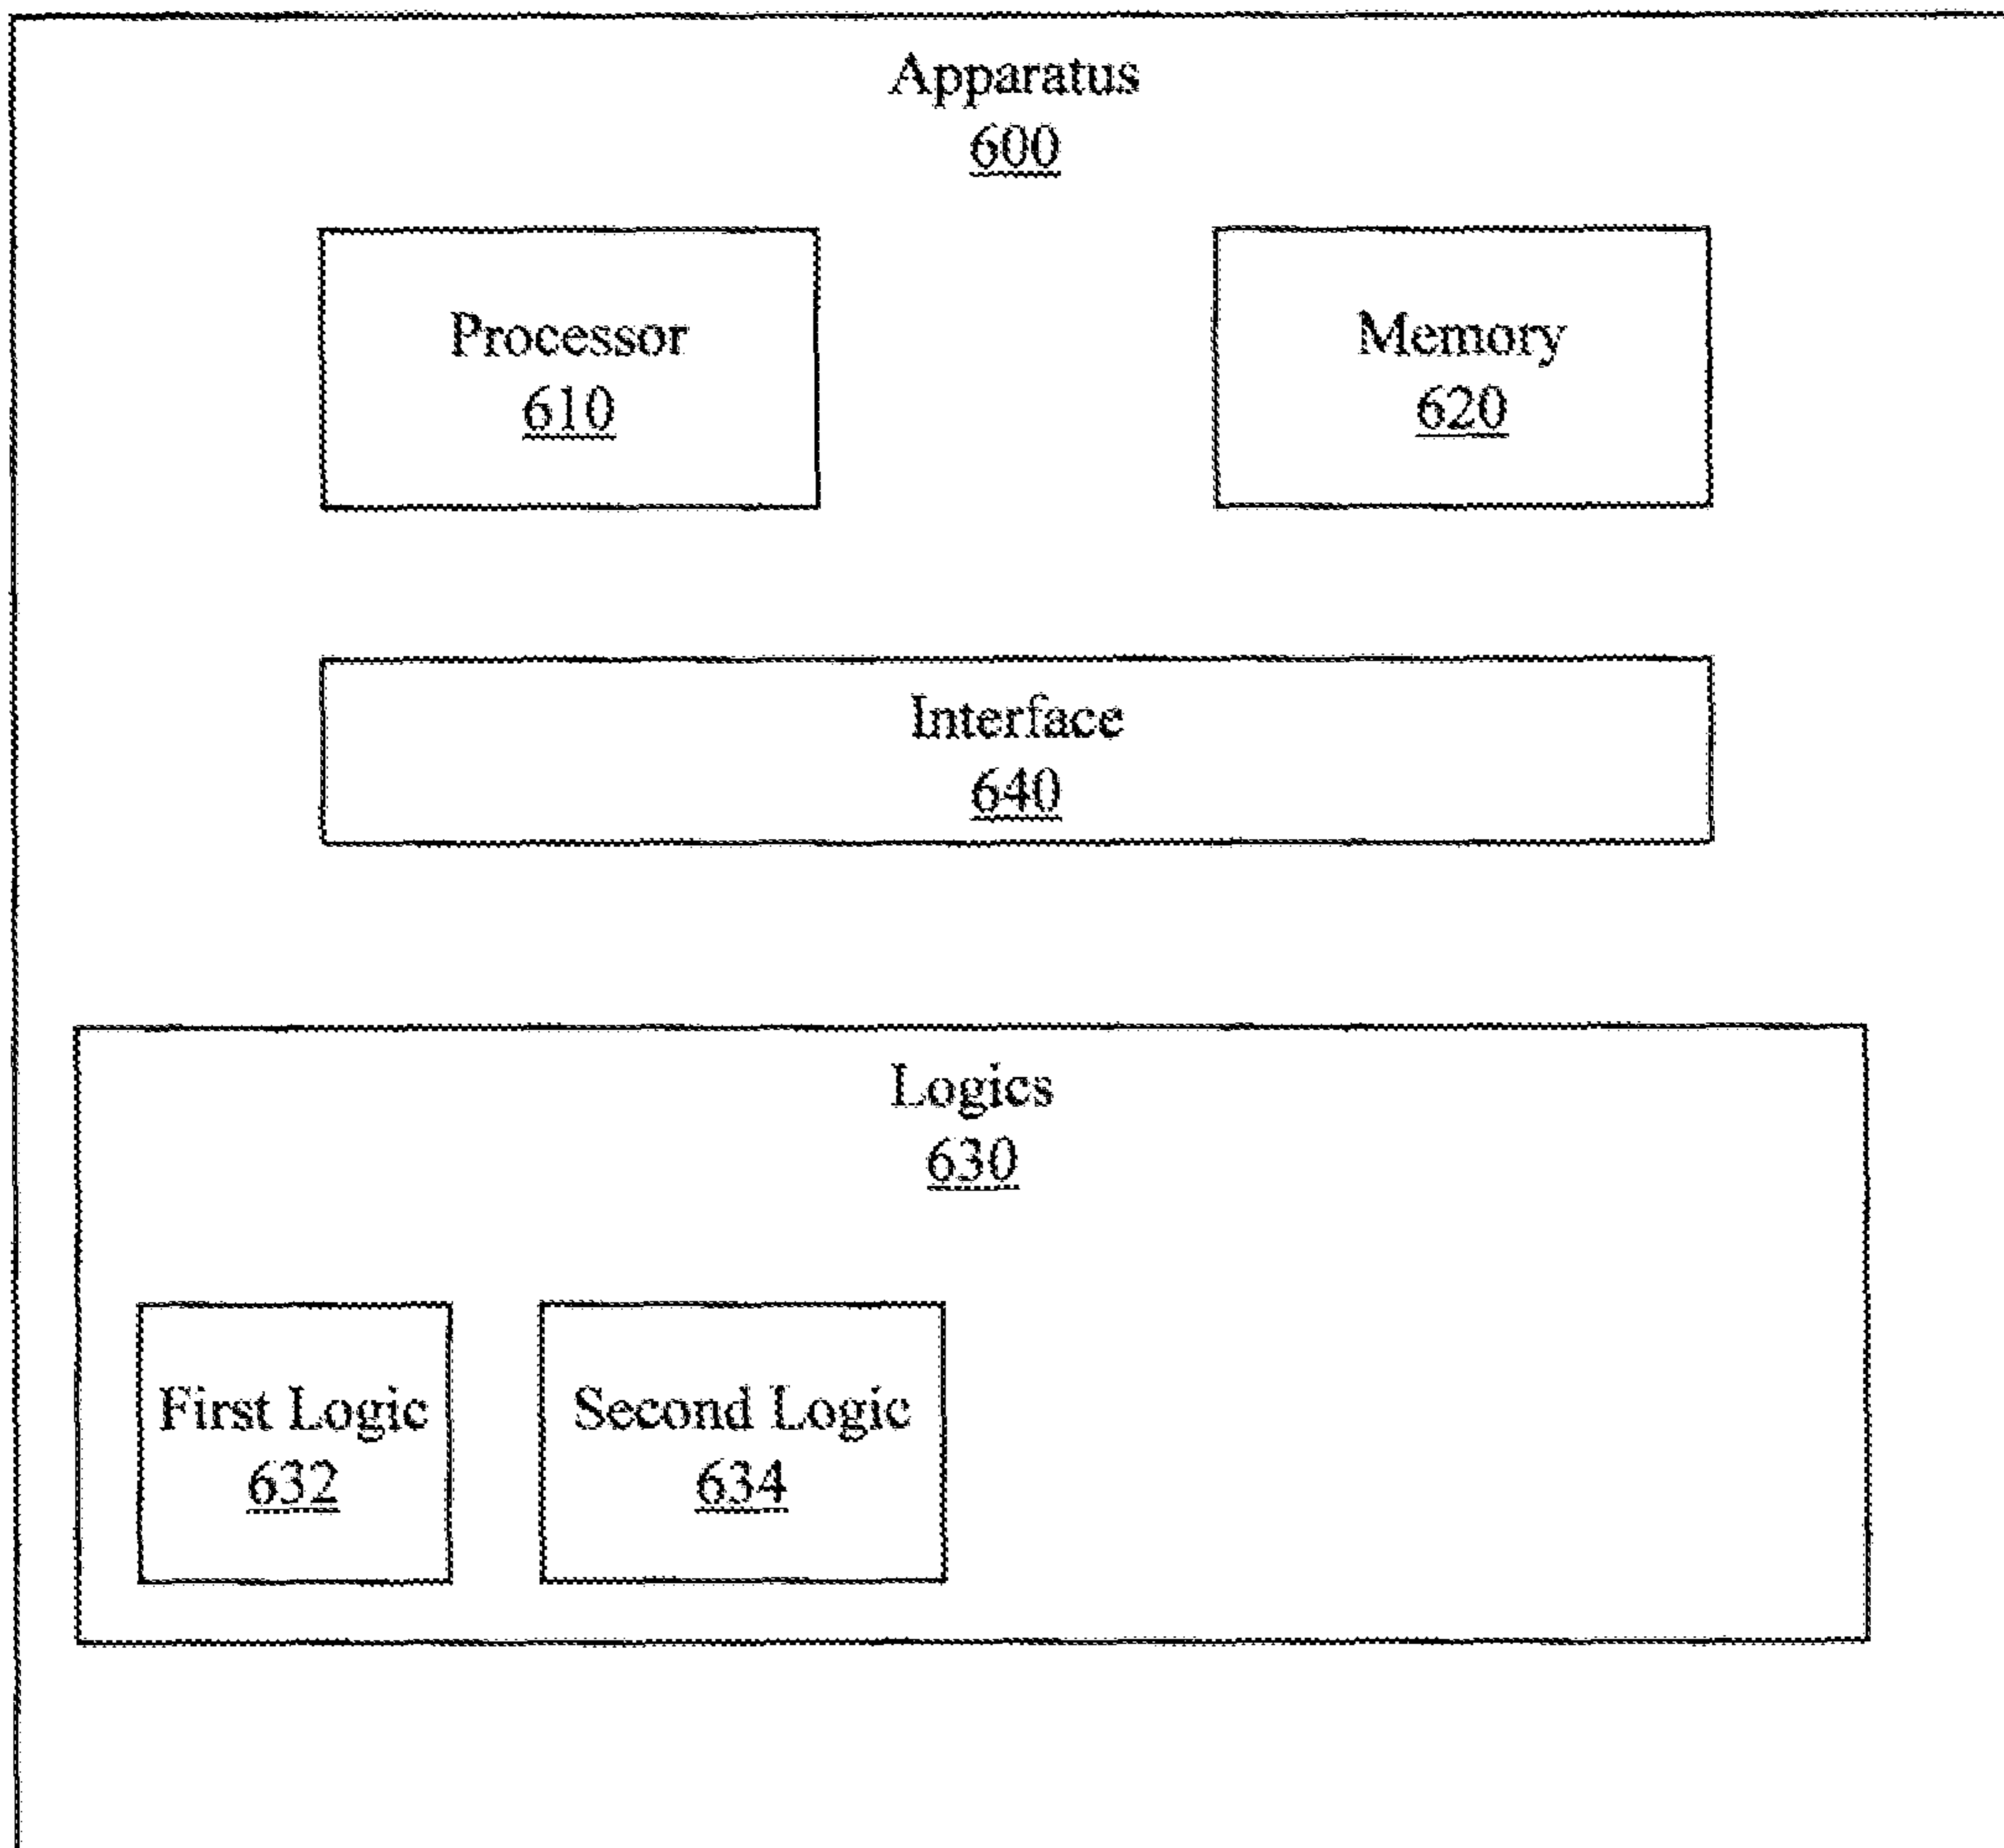 Apparatus
600
Processor
610
Memory
620
Interface
640
Logics
630
First Logic
632
Second Logic
634